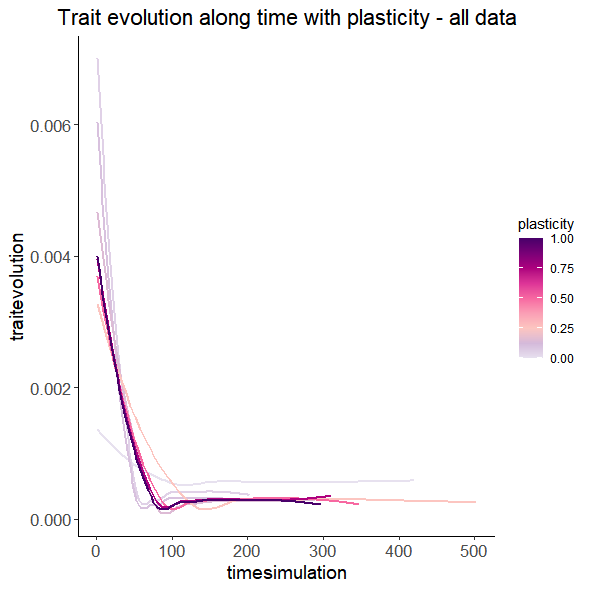 Trait evolution along time with plasticity - all data
traitevolution
0.006
0.004
0.002
0.000
0 100 200 300 400 500
timesimulation
plasticity
1.00
0.75
0.50
0.25
0.00